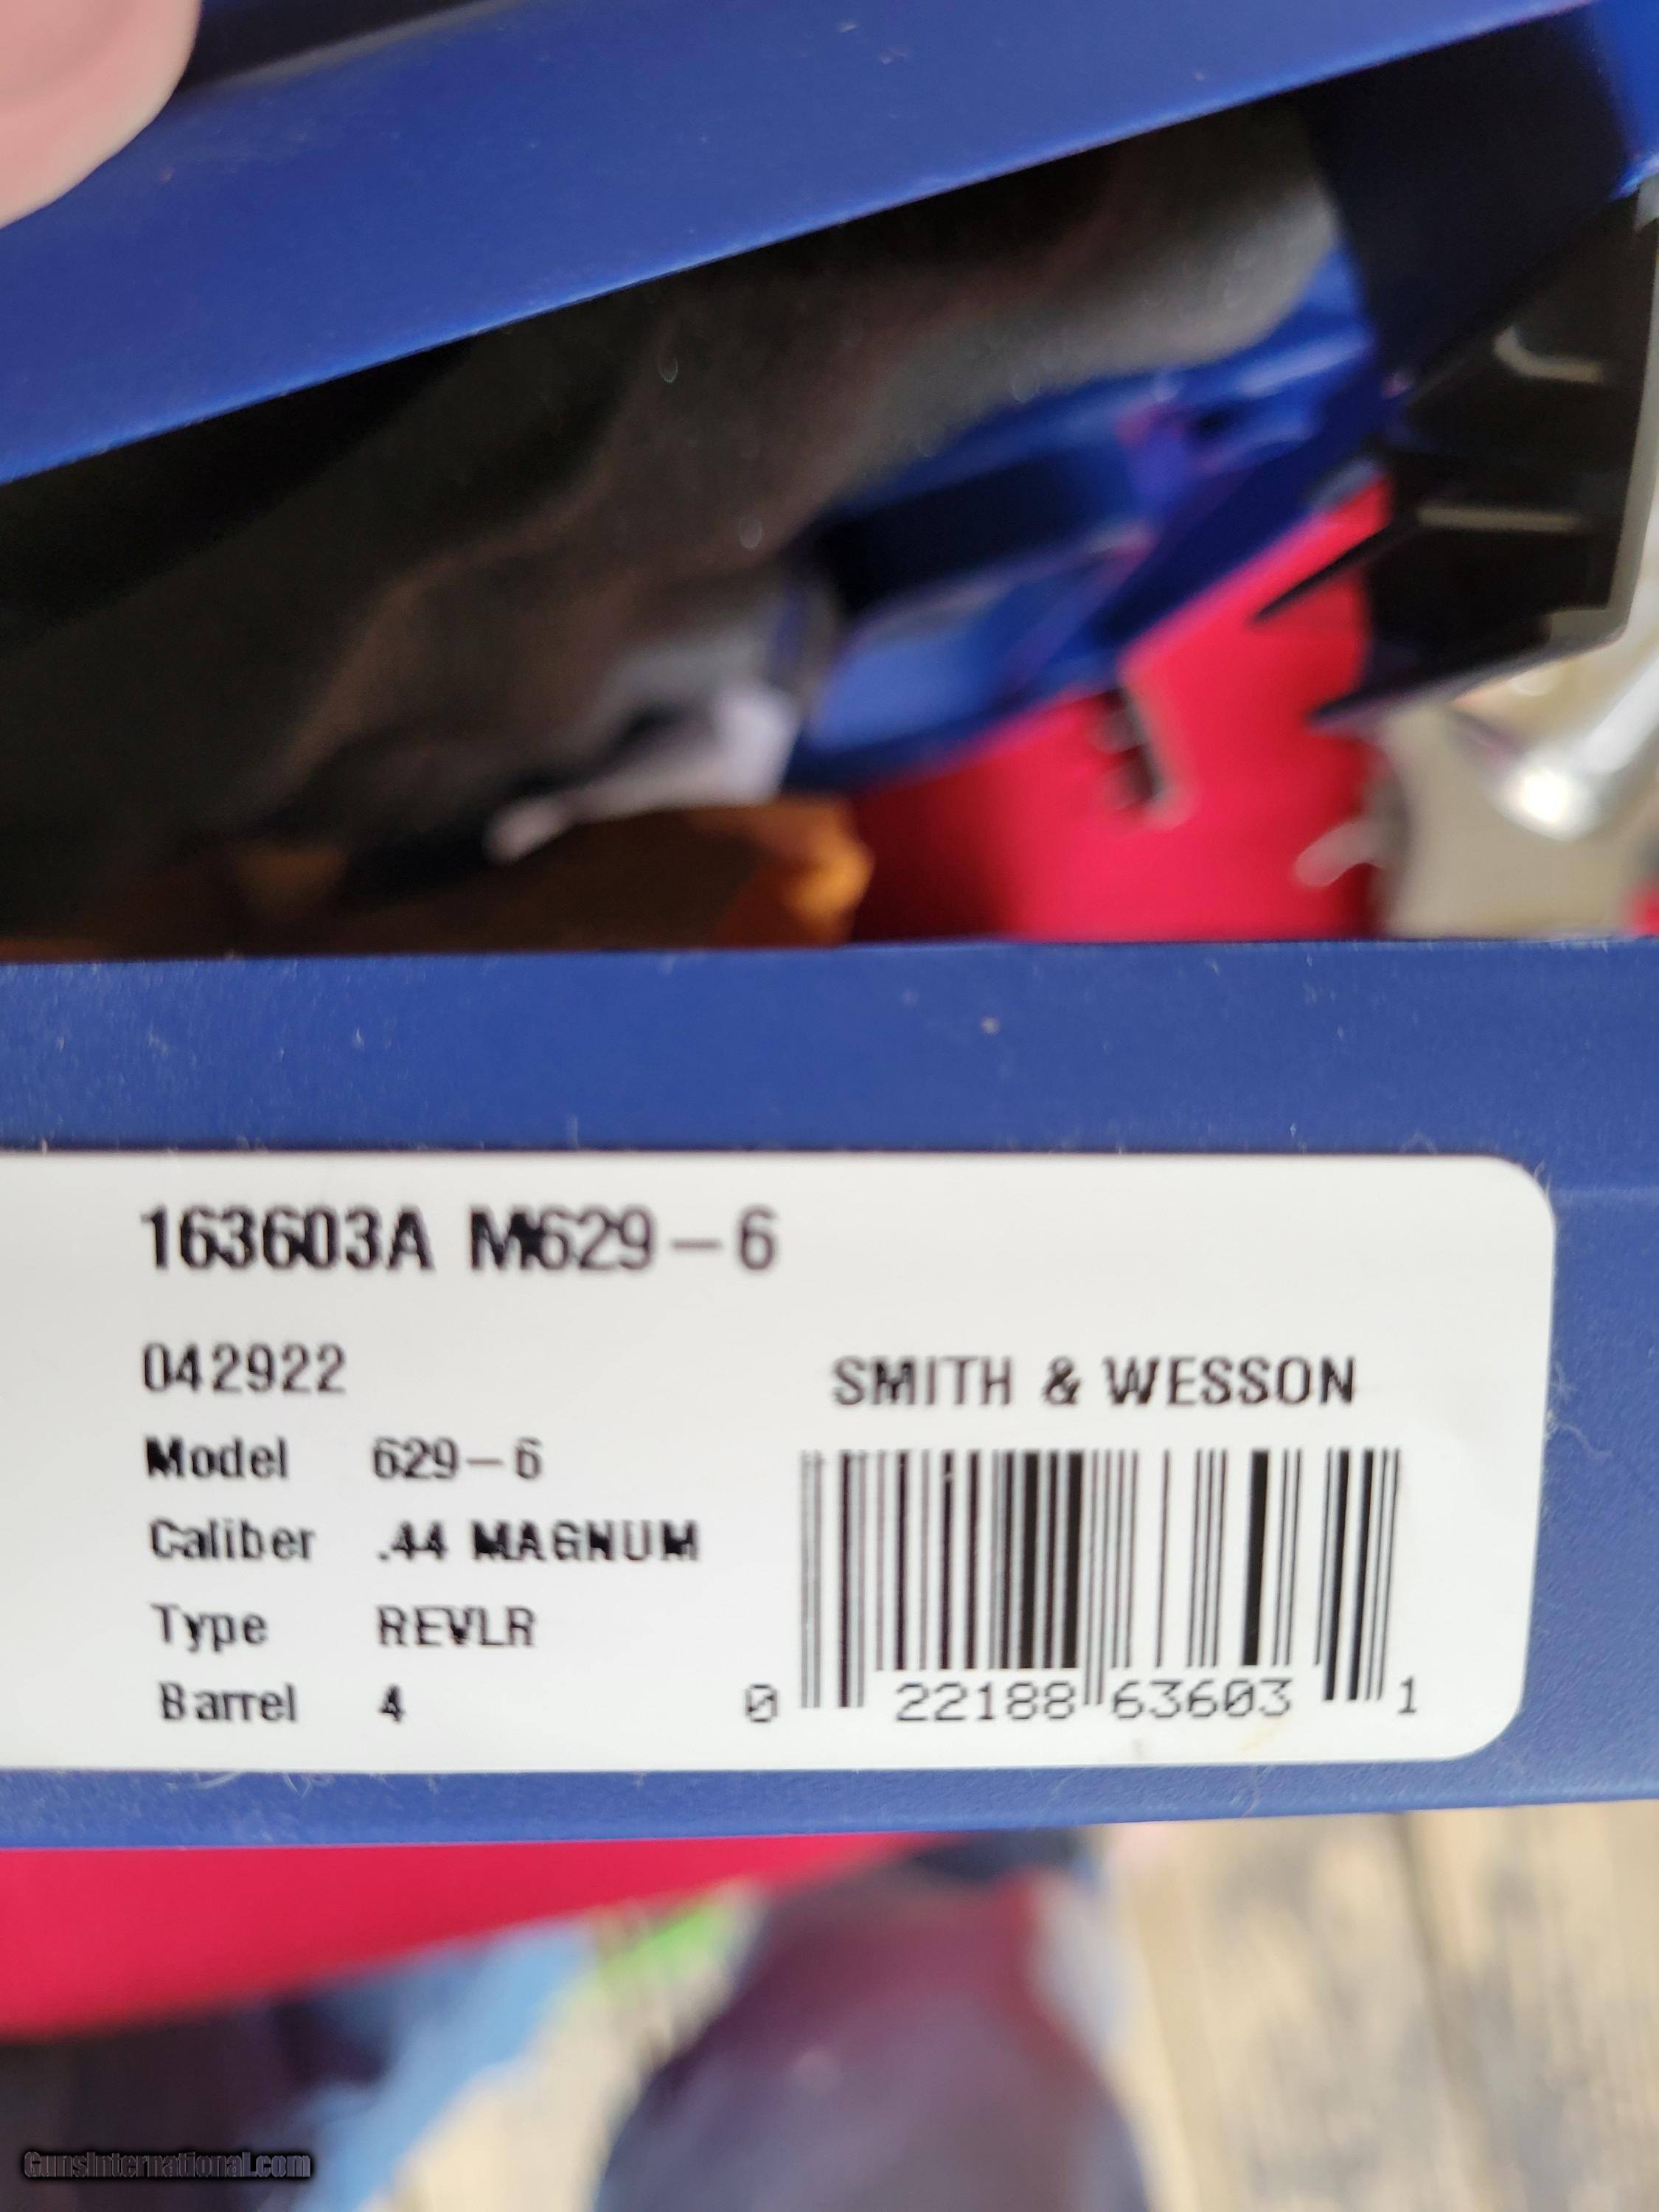 163603A M629-6
042922
SMITH & WESSON
Model 629-6
Caliber .44 MAGNUM
Type REVLR
Barrel 4
0 22188 63603 1
GunsInternational.com